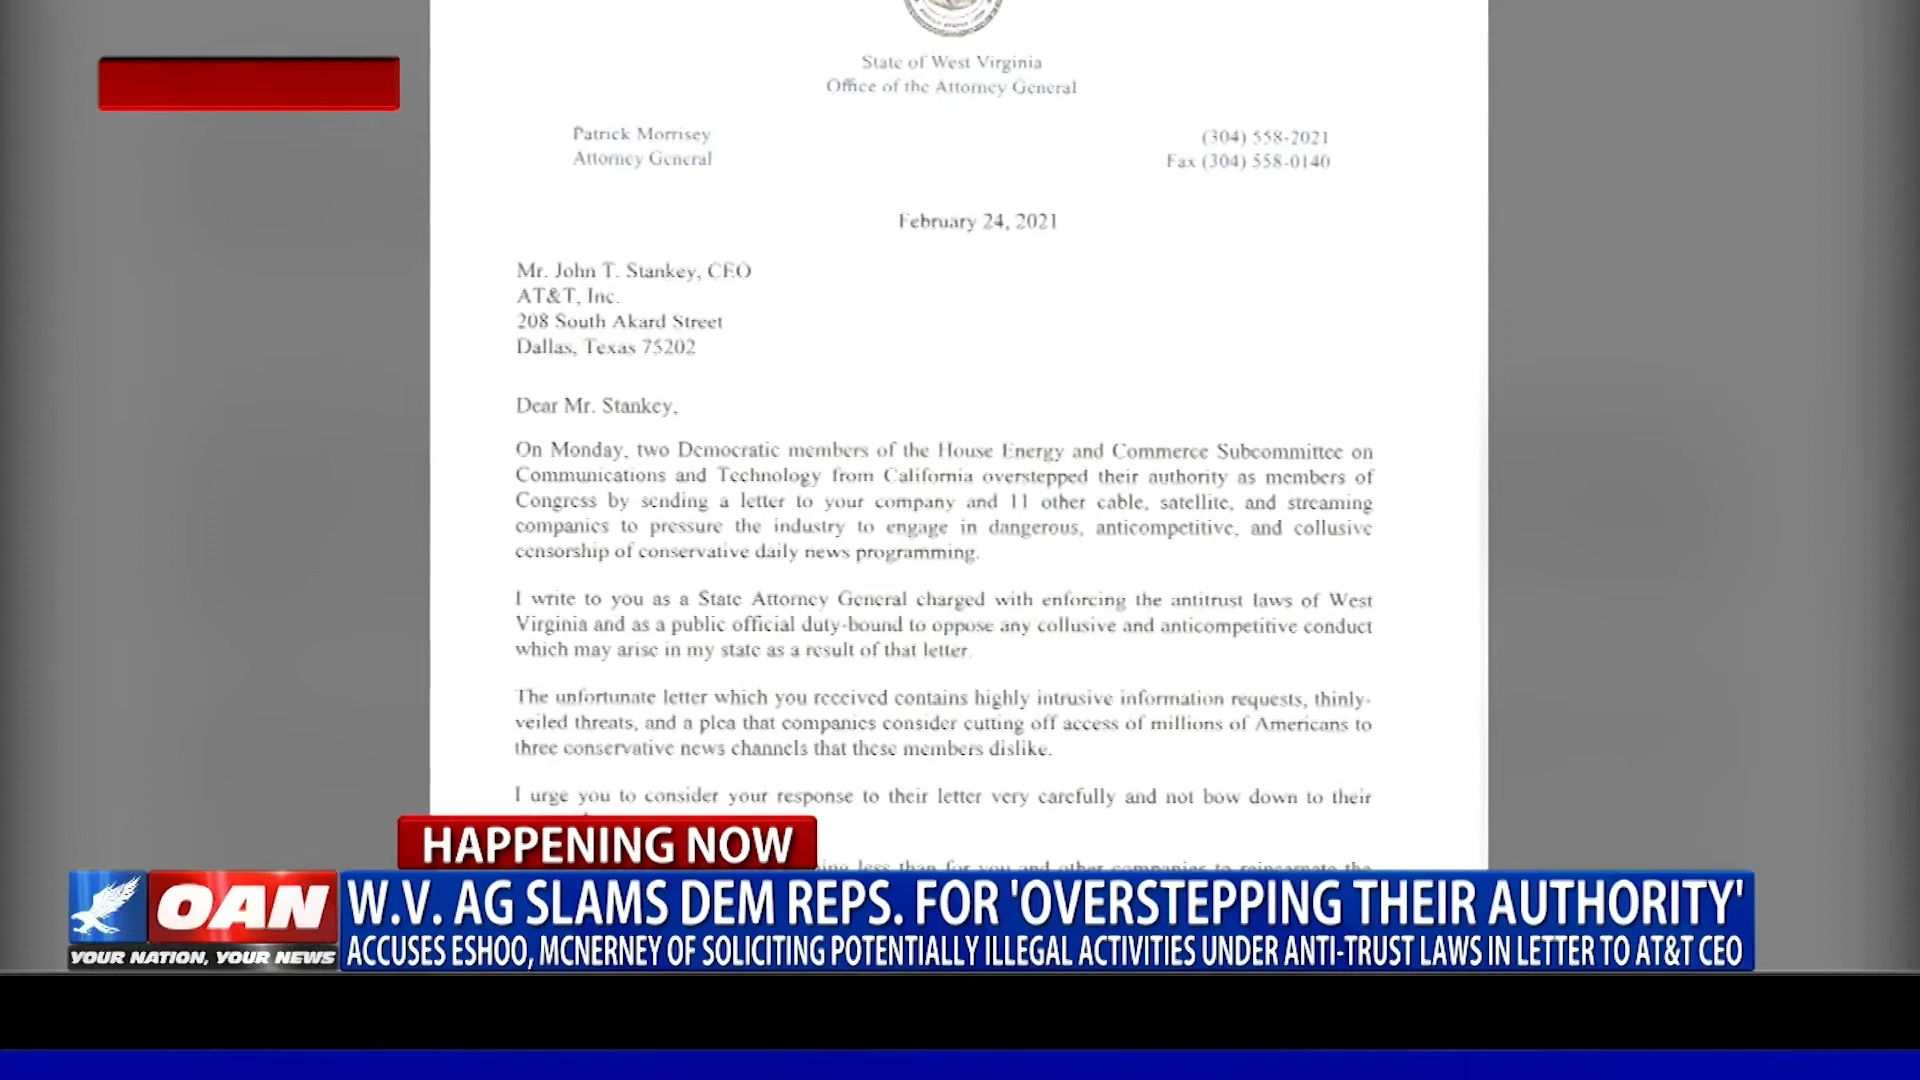 State of West Virginia
Office of the Attorney General
Patrick Morrisey
Attorney General
(304) 558-2021
Fax (304) 558-0140
February 24, 2021
Mr. John T. Stankey, CEO
AT&T, Inc.
208 South Akard Street
Dallas, Texas 75202
Dear Mr. Stankey,
On Monday, two Democratic members of the House Energy and Commerce Subcommittee on
Communications and Technology from California overstepped their authority as members of
Congress by sending a letter to your company and 11 other cable, satellite, and streaming
companies to pressure the industry to engage in dangerous, anticompetitive, and collusive
censorship of conservative daily news programming.
I write to you as a State Attorney General charged with enforcing the antitrust laws of West
Virginia and as a public official duty-bound to oppose any collusive and anticompetitive conduct
which may arise in my state as a result of that letter.
The unfortunate letter which you received contains highly intrusive information requests, thinly-
veiled threats, and a plea that companies consider cutting off access of millions of Americans to
three conservative news channels that these members dislike.
I urge you to consider your response to their letter very carefully and not bow down to their
less than for you and other companies to reincarnate the
HAPPENING NOW
OAN
YOUR NATION, YOUR NEWS
W.V. AG SLAMS DEM REPS. FOR 'OVERSTEPPING THEIR AUTHORITY'
ACCUSES ESHOO, MCNERNEY OF SOLICITING POTENTIALLY ILLEGAL ACTIVITIES UNDER ANTI-TRUST LAWS IN LETTER TO AT&T CEO